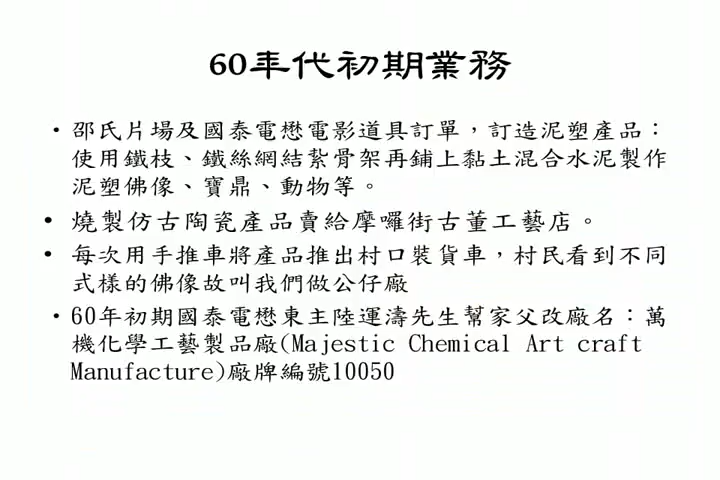 60年代初期業務
• 邵氏片場及國泰電懋電影道具訂單，訂造泥塑產品：
使用鐵枝、鐵絲網結紮骨架再鋪上黏土混合水泥製作
泥塑佛像、寶鼎、動物等。
• 燒製仿古陶瓷產品賣給摩囉街古董工藝店。
• 每次用手推車將產品推出村口裝貨車，村民看到不同
式樣的佛像故叫我們做公仔廠
• 60年初期國泰電懋東主陸運濤先生幫家父改廠名：萬
機化學工藝製品廠(Majestic Chemical Art craft
Manufacture)廠牌編號10050